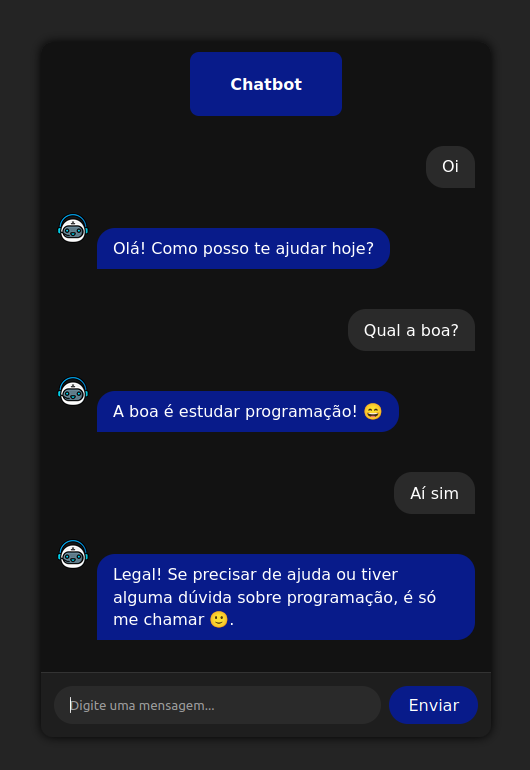 Chatbot
Oi
Olá! Como posso te ajudar hoje?
Qual a boa?
A boa é estudar programação! 😄
Aí sim
Legal! Se precisar de ajuda ou tiver
alguma dúvida sobre programação, é só
me chamar 🙂.
Digite uma mensagem...
Enviar